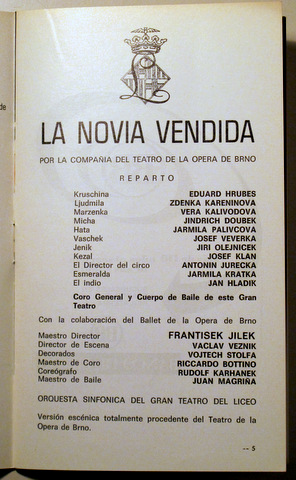 de
LA NOVIA VENDIDA
POR LA COMPAÑIA DEL TEATRO DE LA OPERA DE BRNO
REPARTO
Kruschina EDUARD HRUBES
Ljudmila ZDENKA KARENINOVA
Marzenka VERA KALIVODOVA
Micha JINDRICH DOUBEK
Hata JARMILA PALIVCOVA
Vaschek JOSEF VEVERKA
Jenik JIRI OLEJNICEK
Kezal JOSEF KLAN
El Director del circo ANTONIN JURECKA
Esmeralda JARMILA KRATKA
El indio JAN HLADIK
Coro General y Cuerpo de Baile de este Gran
Teatro
Con la colaboración del Ballet de la Opera de Brno
Maestro Director FRANTISEK JILEK
Director de Escena VACLAV VEZNIK
Decorados VOJTECH STOLFA
Maestro de Coro RICCARDO BOTTINO
Coreógrafo RUDOLF KARHANEK
Maestro de Baile JUAN MAGRIÑA
ORQUESTA SINFONICA DEL GRAN TEATRO DEL LICEO
Versión escénica totalmente procedente del Teatro de la
Opera de Brno.
-- 5